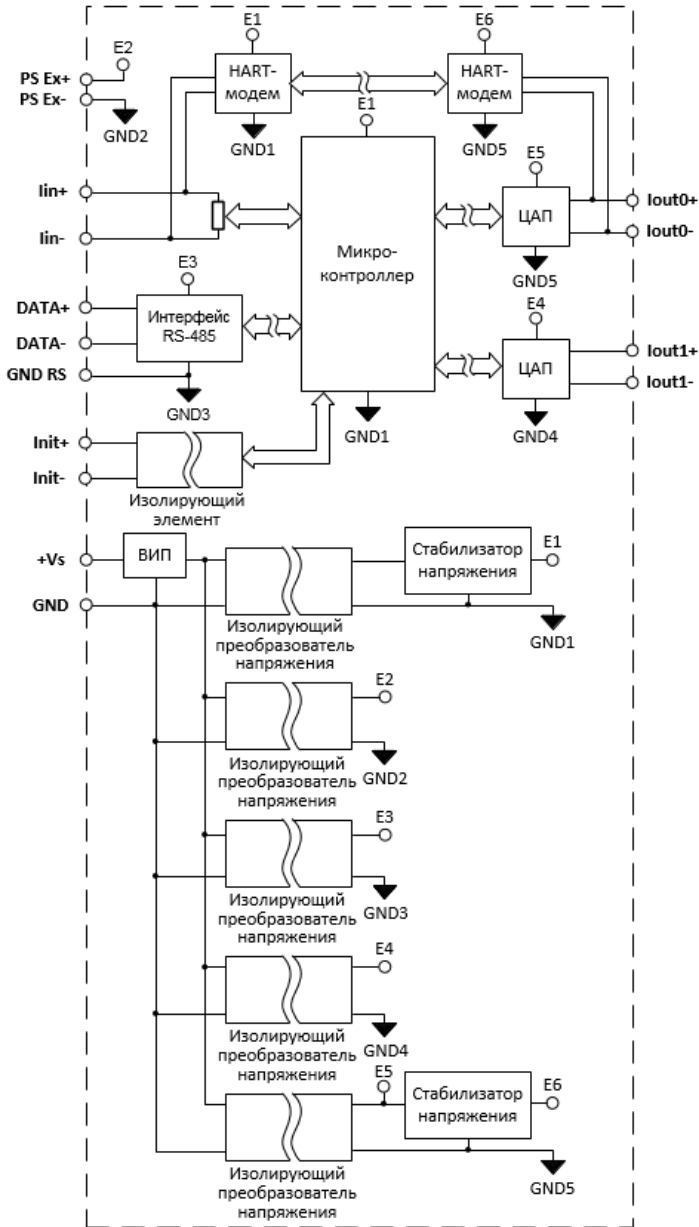 E1
E6
E2
PS Ex+
PS Ex-
GND2
HART-
модем
HART-
модем
GND1
E1
GND5
Iin+
Iin-
E5
ЦАП
Iout0+
Iout0-
GND5
Микро-
контроллер
E3
DATA+
DATA-
GND RS
Интерфейс
RS-485
GND3
E4
ЦАП
Iout1+
Iout1-
GND4
GND1
Init+
Init-
Изолирующий
элемент
+Vs
GND
ВИП
Стабилизатор
напряжения
E1
GND1
Изолирующий
преобразователь
напряжения
E2
GND2
Изолирующий
преобразователь
напряжения
E3
GND3
Изолирующий
преобразователь
напряжения
E4
GND4
Изолирующий
преобразователь
напряжения
E5
Стабилизатор
напряжения
E6
GND5
Изолирующий
преобразователь
напряжения